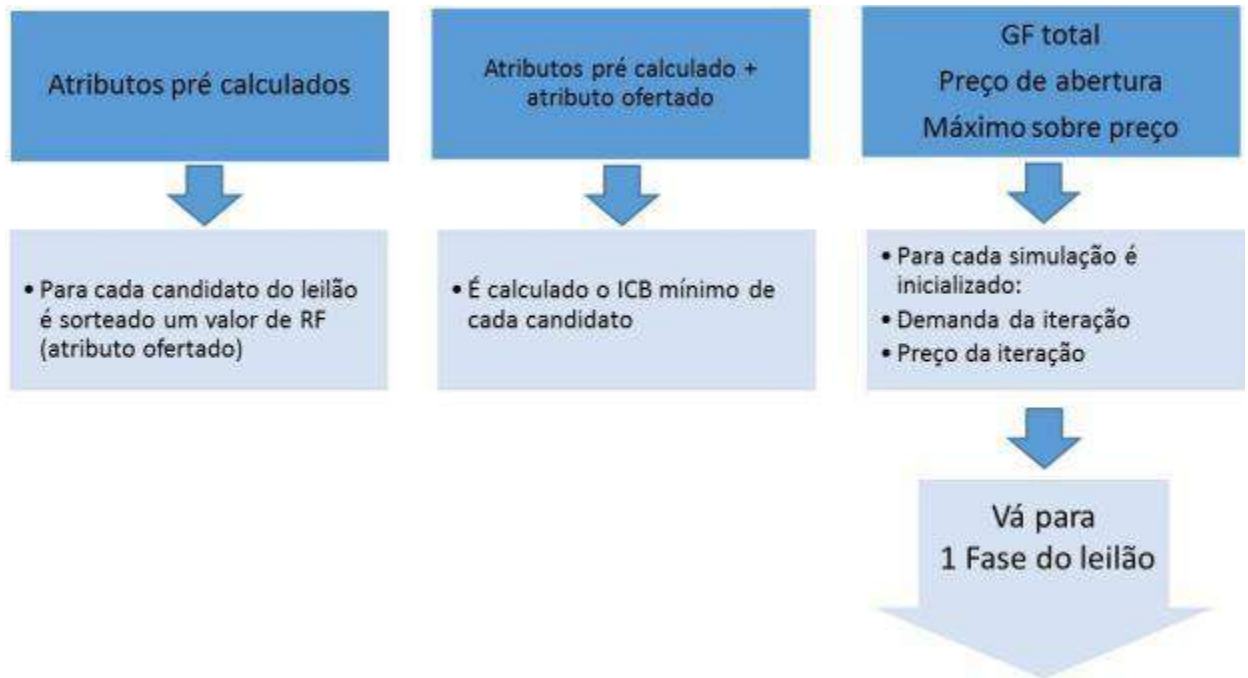 Atributos pré calculados
• Para cada candidato do leilão
é sorteado um valor de RF
(atributo ofertado)
Atributos pré calculado +
atributo ofertado
• É calculado o ICB mínimo de
cada candidato
GF total
Preço de abertura
Máximo sobre preço
• Para cada simulação é
inicializado:
• Demanda da iteração
• Preço da iteração
Vá para
1 Fase do leilão